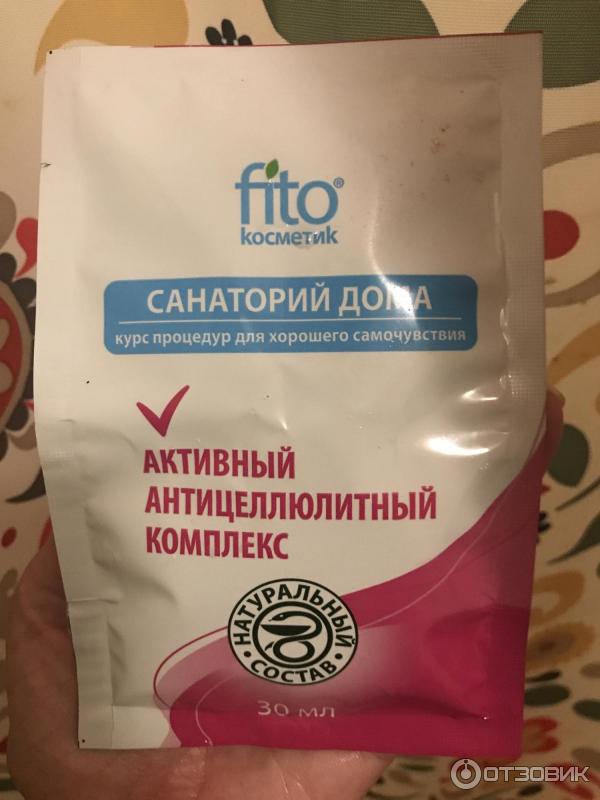 fito®
косметик
САНАТОРИЙ ДОМА
курс процедур для хорошего самочувствия
АКТИВНЫЙ
АНТИЦЕЛЛЮЛИТНЫЙ
КОМПЛЕКС
НАТУРАЛЬНЫЙ
• СОСТАВ •
30 мл
ОТЗОВИК